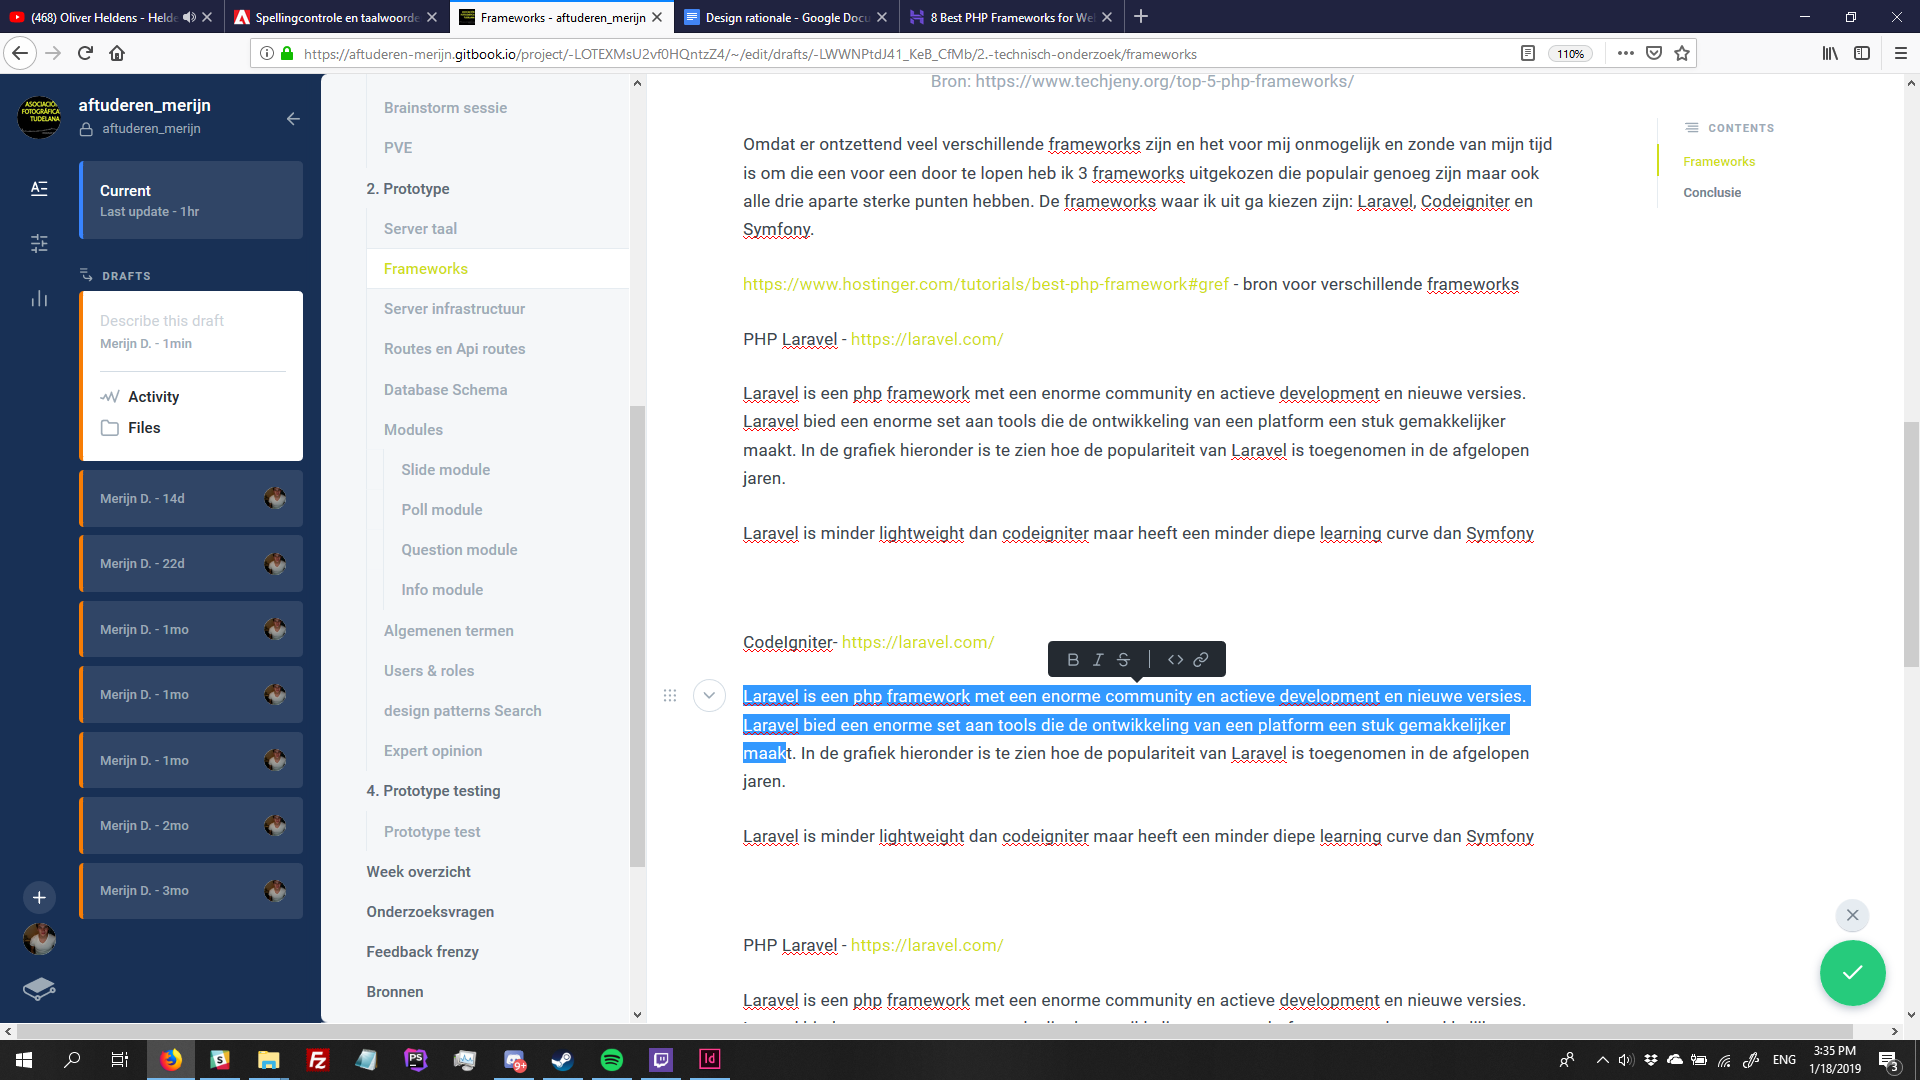 (468) Oliver Heldens - Helde
Spellingcontrole en taalwoorde
Frameworks - aftuderen_merijn
Design rationale - Google Docu
8 Best PHP Frameworks for We
https://aftuderen-merijn.gitbook.io/project/-LOTEXMsU2vf0HQntzZ4/~/edit/drafts/-LWWNPtdJ41_KeB_CfMb/2.-technisch-onderzoek/frameworks
110%
ASOCIACIÓ
FOTOGRÁFICA
TUDELANA
aftuderen_merijn
aftuderen_merijn
Current
Last update - 1hr
DRAFTS
Describe this draft
Merijn D. - 1min
Activity
Files
Merijn D. - 14d
Merijn D. - 22d
Merijn D. - 1mo
Merijn D. - 1mo
Merijn D. - 1mo
Merijn D. - 2mo
Merijn D. - 3mo
Brainstorm sessie
PVE
2. Prototype
Server taal
Frameworks
Server infrastructuur
Routes en Api routes
Database Schema
Modules
Slide module
Poll module
Question module
Info module
Algemenen termen
Users & roles
design patterns Search
Expert opinion
4. Prototype testing
Prototype test
Week overzicht
Onderzoeksvragen
Feedback frenzy
Bronnen
Bron: https://www.techjeny.org/top-5-php-frameworks/
Omdat er ontzettend veel verschillende frameworks zijn en het voor mij onmogelijk en zonde van mijn tijd
is om die een voor een door te lopen heb ik 3 frameworks uitgekozen die populair genoeg zijn maar ook
alle drie aparte sterke punten hebben. De frameworks waar ik uit ga kiezen zijn: Laravel, Codeigniter en
Symfony.
https://www.hostinger.com/tutorials/best-php-framework#gref - bron voor verschillende frameworks
PHP Laravel - https://laravel.com/
Laravel is een php framework met een enorme community en actieve development en nieuwe versies.
Laravel bied een enorme set aan tools die de ontwikkeling van een platform een stuk gemakkelijker
maakt. In de grafiek hieronder is te zien hoe de populariteit van Laravel is toegenomen in de afgelopen
jaren.
Laravel is minder lightweight dan codeigniter maar heeft een minder diepe learning curve dan Symfony
CodeIgniter- https://laravel.com/
B I S <>
Laravel is een php framework met een enorme community en actieve development en nieuwe versies.
Laravel bied een enorme set aan tools die de ontwikkeling van een platform een stuk gemakkelijker
maakt. In de grafiek hieronder is te zien hoe de populariteit van Laravel is toegenomen in de afgelopen
jaren.
Laravel is minder lightweight dan codeigniter maar heeft een minder diepe learning curve dan Symfony
PHP Laravel - https://laravel.com/
Laravel is een php framework met een enorme community en actieve development en nieuwe versies.
CONTENTS
Frameworks
Conclusie
Fz
PS
9+
Id
ENG
3:35 PM
1/18/2019
3